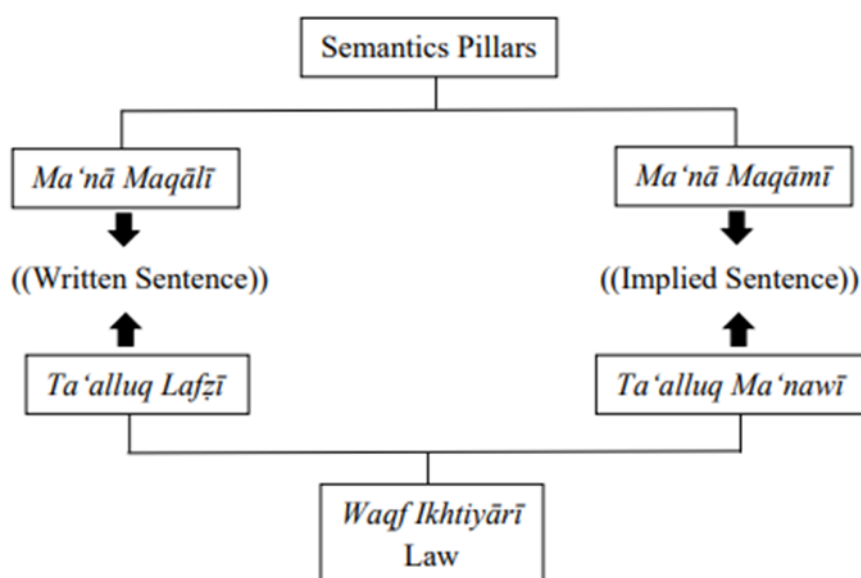 Semantics Pillars
Ma‘nā Maqālī
Ma‘nā Maqāmī
((Written Sentence))
((Implied Sentence))
Ta‘alluq Lafẓī
Ta‘alluq Ma‘nawī
Waqf Ikhtiyārī
Law